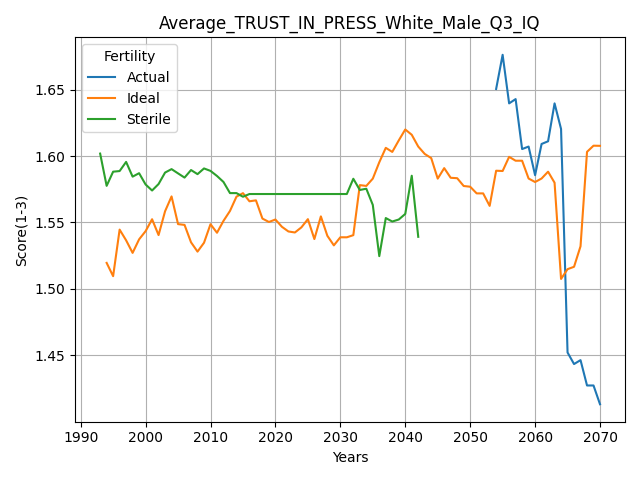 Average_TRUST_IN_PRESS_White_Male_Q3_IQ
Fertility
Actual
Ideal
Sterile
Score(1-3)
1.65
1.60
1.55
1.50
1.45
1990 2000 2010 2020 2030 2040 2050 2060 2070
Years